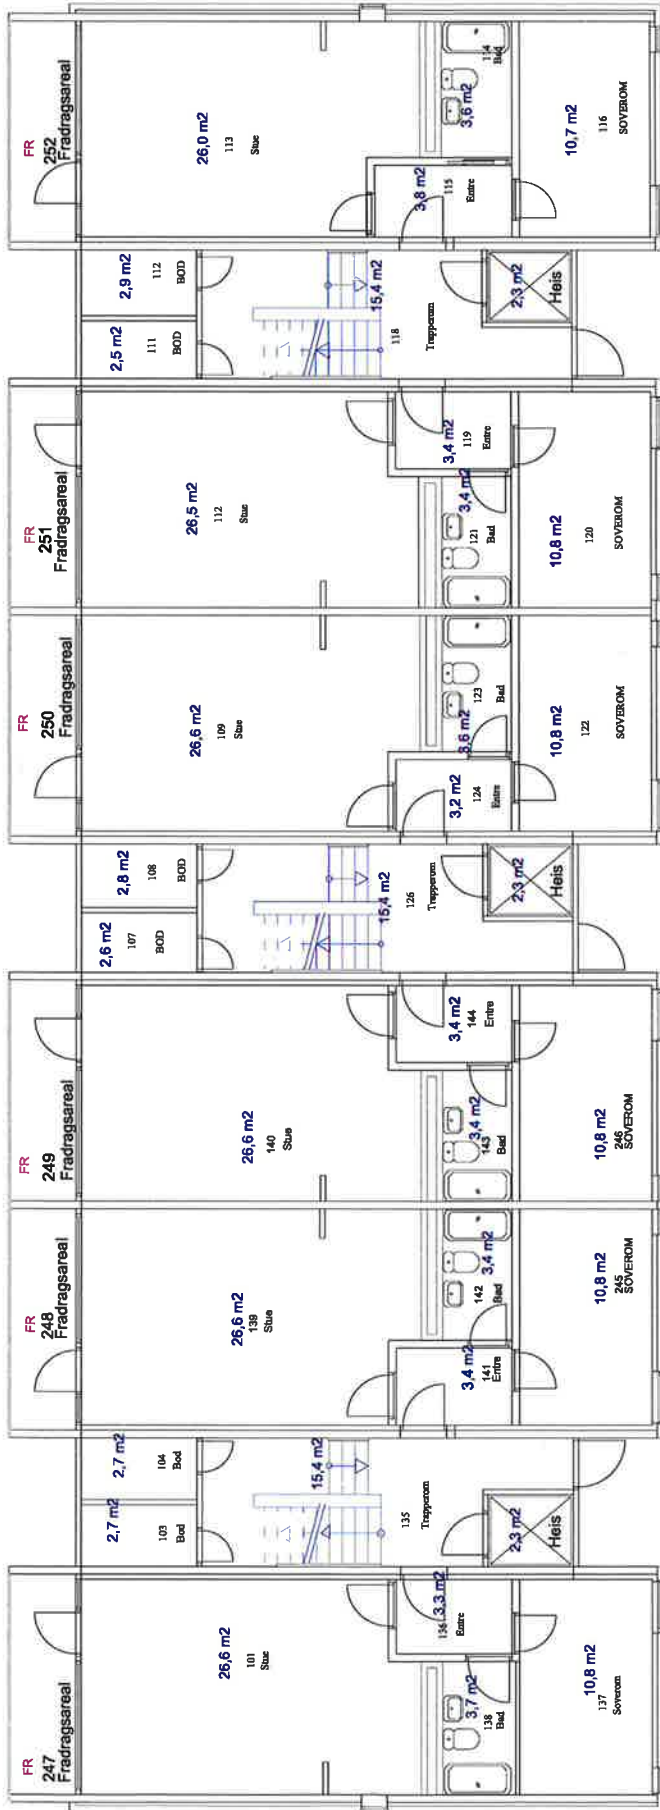 FR
252
Fradragsareal
26,0 m2
113
Stue
3,6 m2
114
Bad
3,8 m2
115
Entre
10,7 m2
116
SOVEROM
2,9 m2
112
BOD
2,5 m2
111
BOD
15,4 m2
118
Trapperom
2,3 m2
Heis
FR
251
Fradragsareal
26,5 m2
112
Stue
3,4 m2
119
Entre
3,4 m2
121
Bad
10,8 m2
120
SOVEROM
FR
250
Fradragsareal
26,6 m2
109
Stue
3,6 m2
123
Bad
3,2 m2
124
Entre
10,8 m2
122
SOVEROM
2,8 m2
108
BOD
2,6 m2
107
BOD
15,4 m2
126
Trapperom
2,3 m2
Heis
FR
249
Fradragsareal
26,6 m2
140
Stue
3,4 m2
144
Entre
3,4 m2
143
Bad
10,8 m2
246
SOVEROM
FR
248
Fradragsareal
26,6 m2
139
Stue
3,4 m2
142
Bad
3,4 m2
141
Entre
10,8 m2
245
SOVEROM
2,7 m2
104
Bod
2,7 m2
103
Bod
15,4 m2
135
Trapperom
2,3 m2
Heis
FR
247
Fradragsareal
26,6 m2
101
Stue
3,3 m2
136
Entre
3,7 m2
138
Bad
10,8 m2
137
Soverom